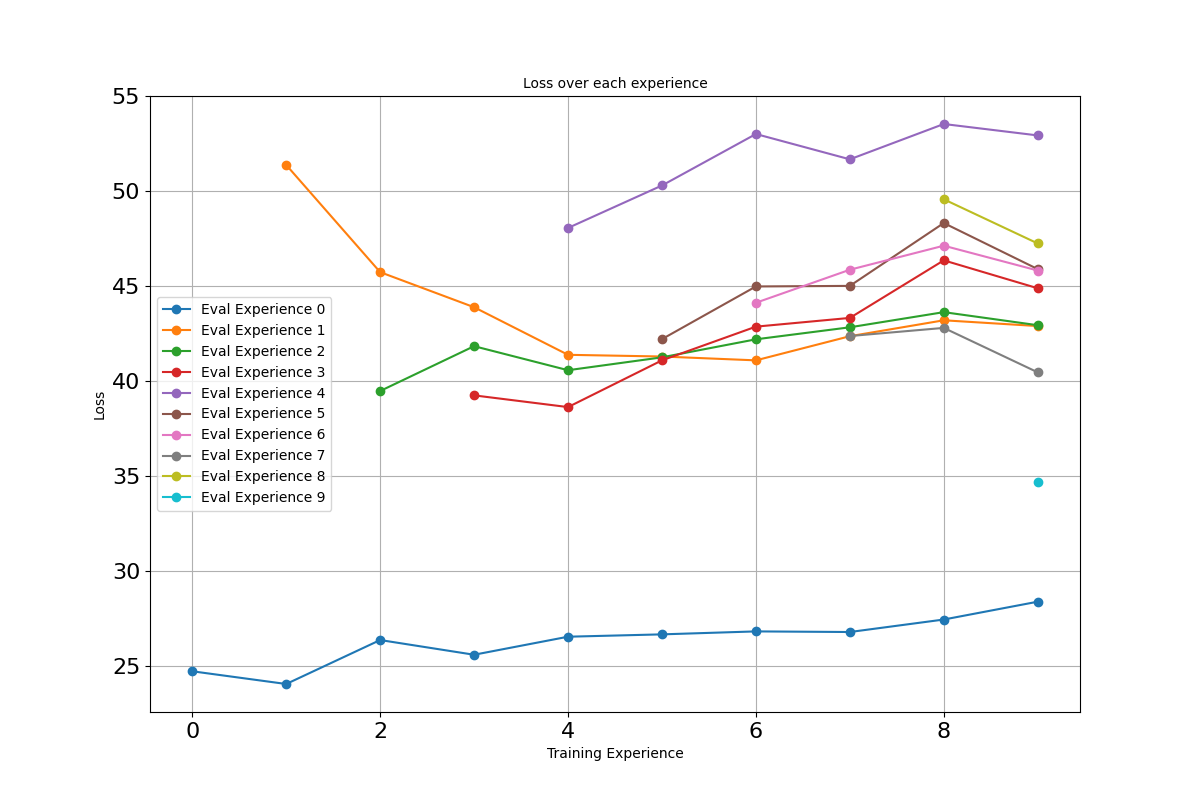 Loss over each experience
55
50
45
40
35
30
25
Loss
Eval Experience 0
Eval Experience 1
Eval Experience 2
Eval Experience 3
Eval Experience 4
Eval Experience 5
Eval Experience 6
Eval Experience 7
Eval Experience 8
Eval Experience 9
0 2 4 6 8
Training Experience